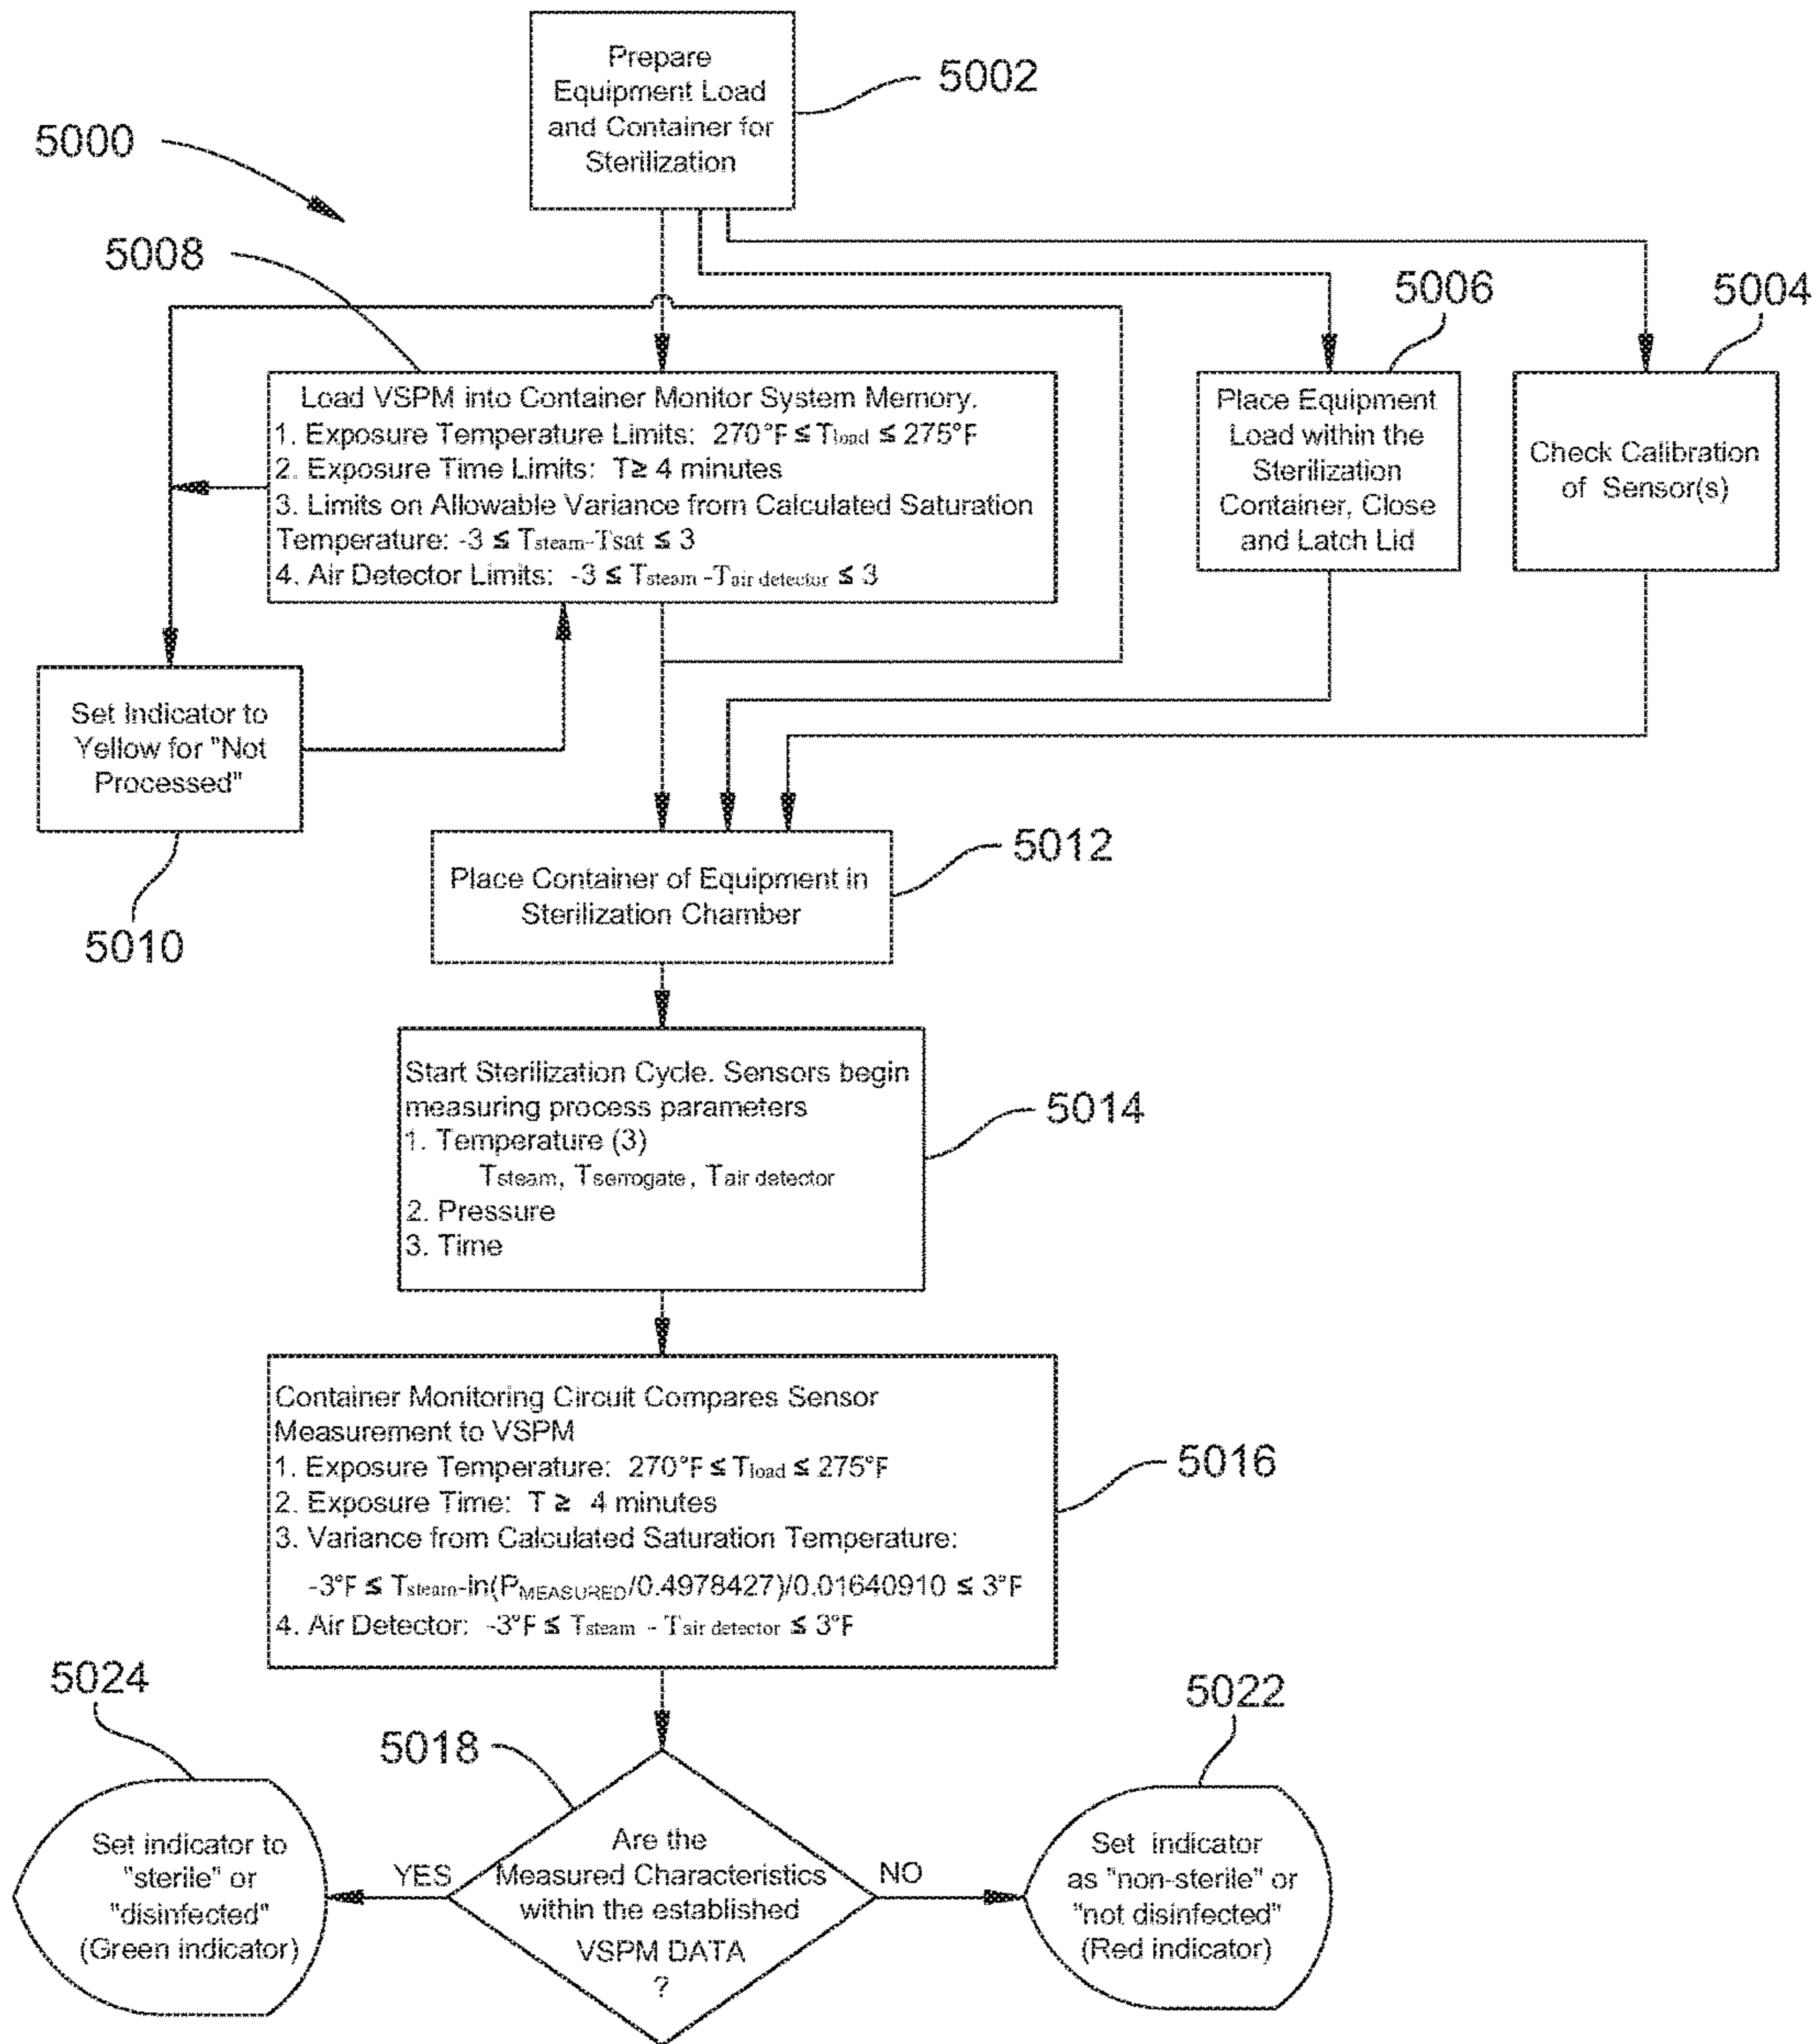 Prepare
Equipment Load
and Container for
Sterilization
5002
5000
5008
5006
5004
Load VSPM into Container Monitor System Memory.
1. Exposure Temperature Limits: 270°F ≤ Tload ≤ 275°F
2. Exposure Time Limits: T≥ 4 minutes
3. Limits on Allowable Variance from Calculated Saturation
Temperature: -3 ≤ Tsteam-Tsat ≤ 3
4. Air Detector Limits: -3 ≤ Tsteam -Tair detector ≤ 3
Place Equipment
Load within the
Sterilization
Container, Close
and Latch Lid
Check Calibration
of Sensor(s)
Set Indicator to
Yellow for "Not
Processed"
5010
Place Container of Equipment in
Sterilization Chamber
5012
Start Sterilization Cycle. Sensors begin
measuring process parameters
1. Temperature (3)
Tsteam, Tserrogate, Tair detector
2. Pressure
3. Time
5014
Container Monitoring Circuit Compares Sensor
Measurement to VSPM
1. Exposure Temperature: 270°F ≤ Tload ≤ 275°F
2. Exposure Time: T ≥ 4 minutes
3. Variance from Calculated Saturation Temperature:
-3°F ≤ Tsteam-ln(PMEASURED/0.4978427)/0.01640910 ≤ 3°F
4. Air Detector: -3°F ≤ Tsteam - Tair detector ≤ 3°F
5016
5024
5018
5022
Set indicator to
"sterile" or
"disinfected"
(Green indicator)
YES
Are the
Measured Characteristics
within the established
VSPM DATA
?
NO
Set indicator
as "non-sterile" or
"not disinfected"
(Red indicator)